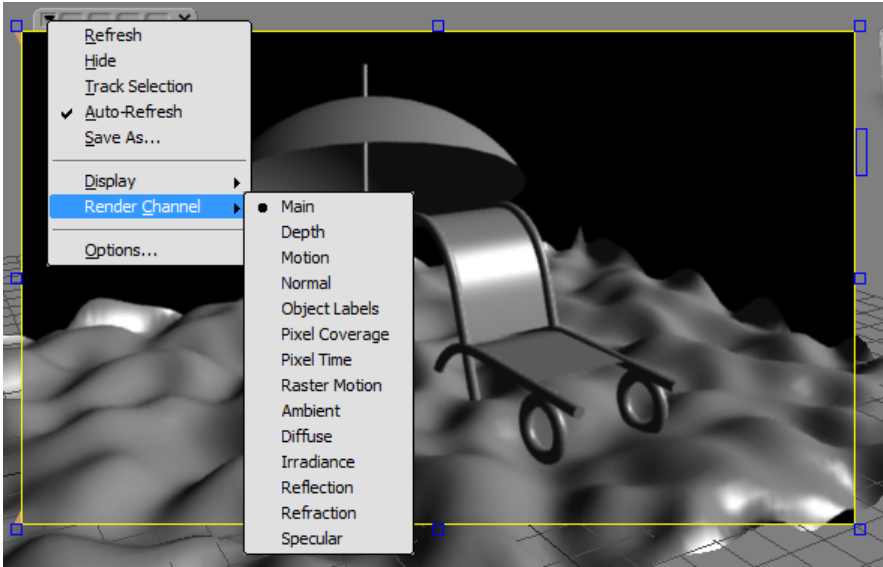 Refresh
Hide
Track Selection
Auto-Refresh
Save As...
Display
Render Channel
Options...
Main
Depth
Motion
Normal
Object Labels
Pixel Coverage
Pixel Time
Raster Motion
Ambient
Diffuse
Irradiance
Reflection
Refraction
Specular